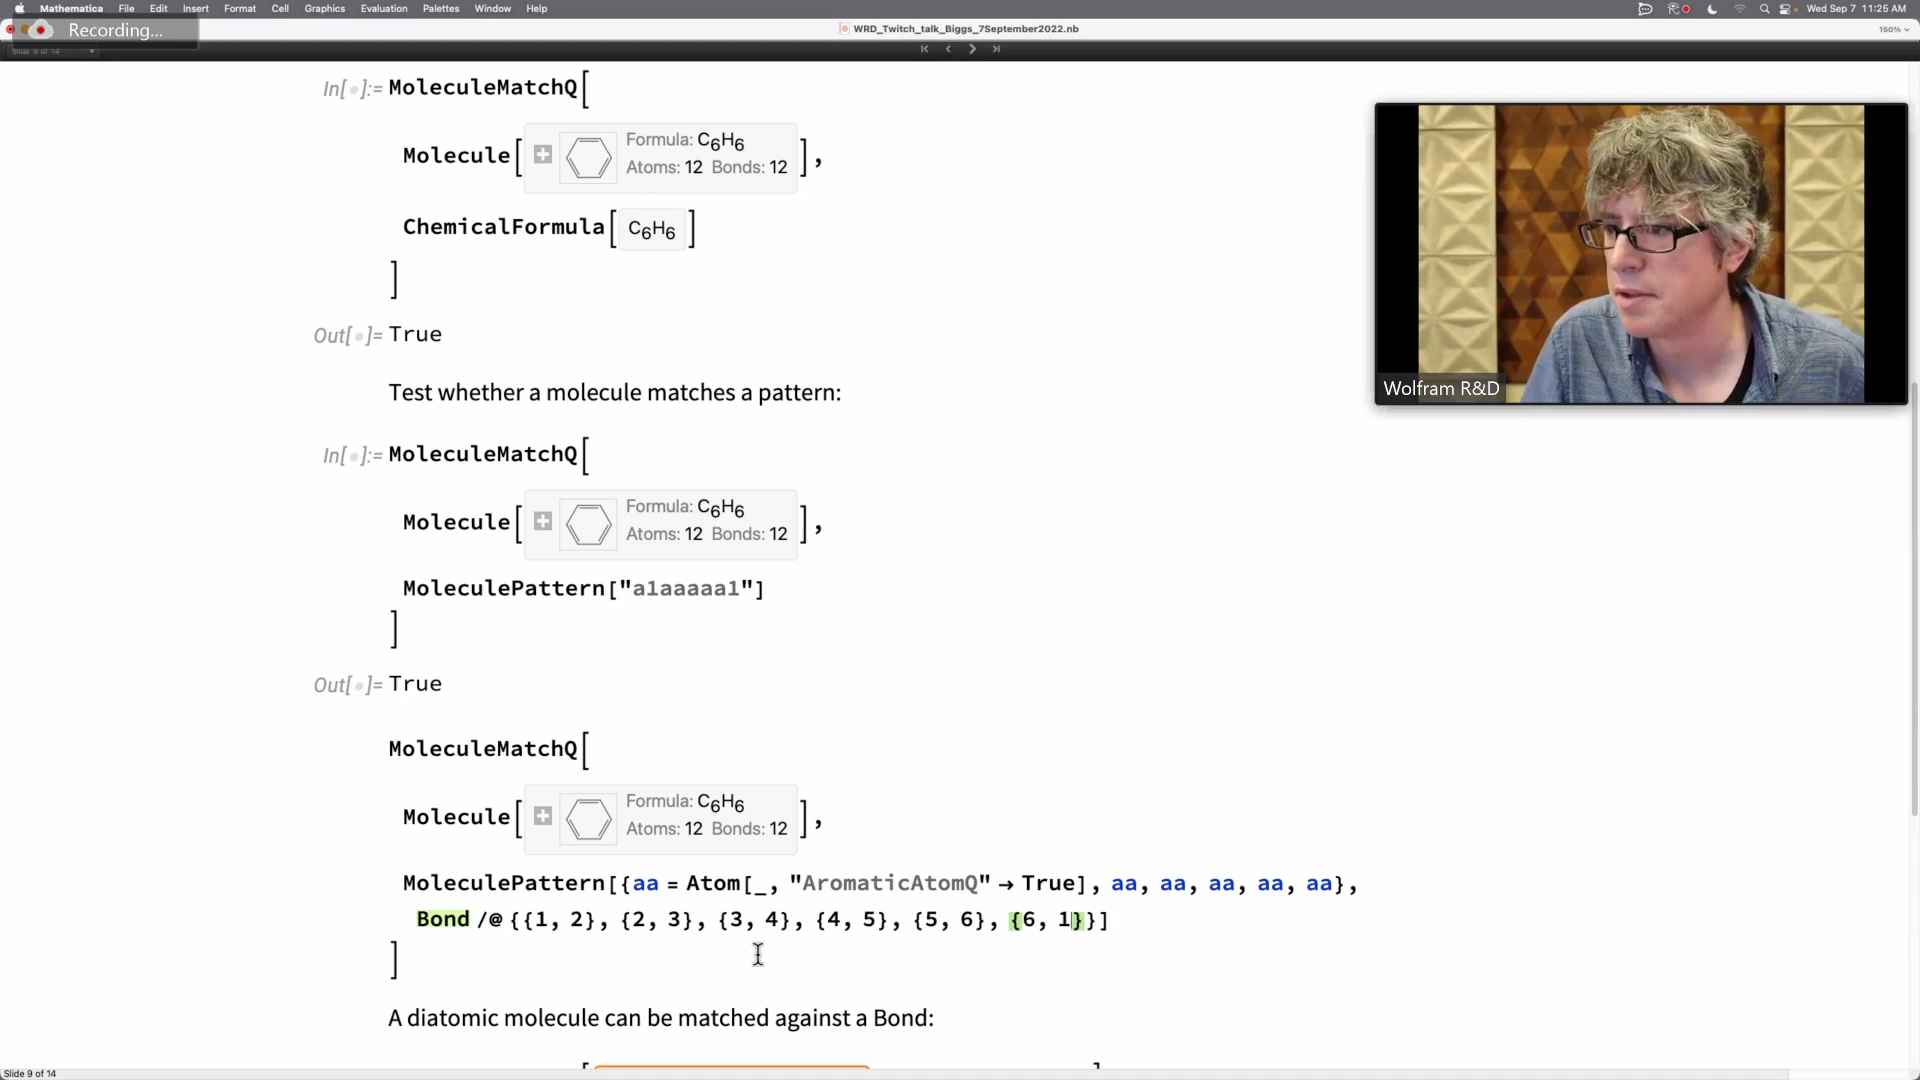 Mathematica File Edit Insert Format Cell Graphics Evaluation Palettes Window Help Wed Sep 7 11:25 AM
Recording...
WRD_Twitch_talk_Biggs_7September2022.nb
150%
Slide 9 of 14
In[ ]:= MoleculeMatchQ[
Molecule[ Formula: C6H6
Atoms: 12 Bonds: 12 ],
ChemicalFormula[ C6H6 ]
]
Out[ ]= True
Test whether a molecule matches a pattern:
In[ ]:= MoleculeMatchQ[
Molecule[ Formula: C6H6
Atoms: 12 Bonds: 12 ],
MoleculePattern["a1aaaaa1"]
]
Out[ ]= True
MoleculeMatchQ[
Molecule[ Formula: C6H6
Atoms: 12 Bonds: 12 ],
MoleculePattern[{aa = Atom[_, "AromaticAtomQ" → True], aa, aa, aa, aa, aa},
Bond /@ {{1, 2}, {2, 3}, {3, 4}, {4, 5}, {5, 6}, {6, 1}}]
]
A diatomic molecule can be matched against a Bond:
Wolfram R&D
Slide 9 of 14